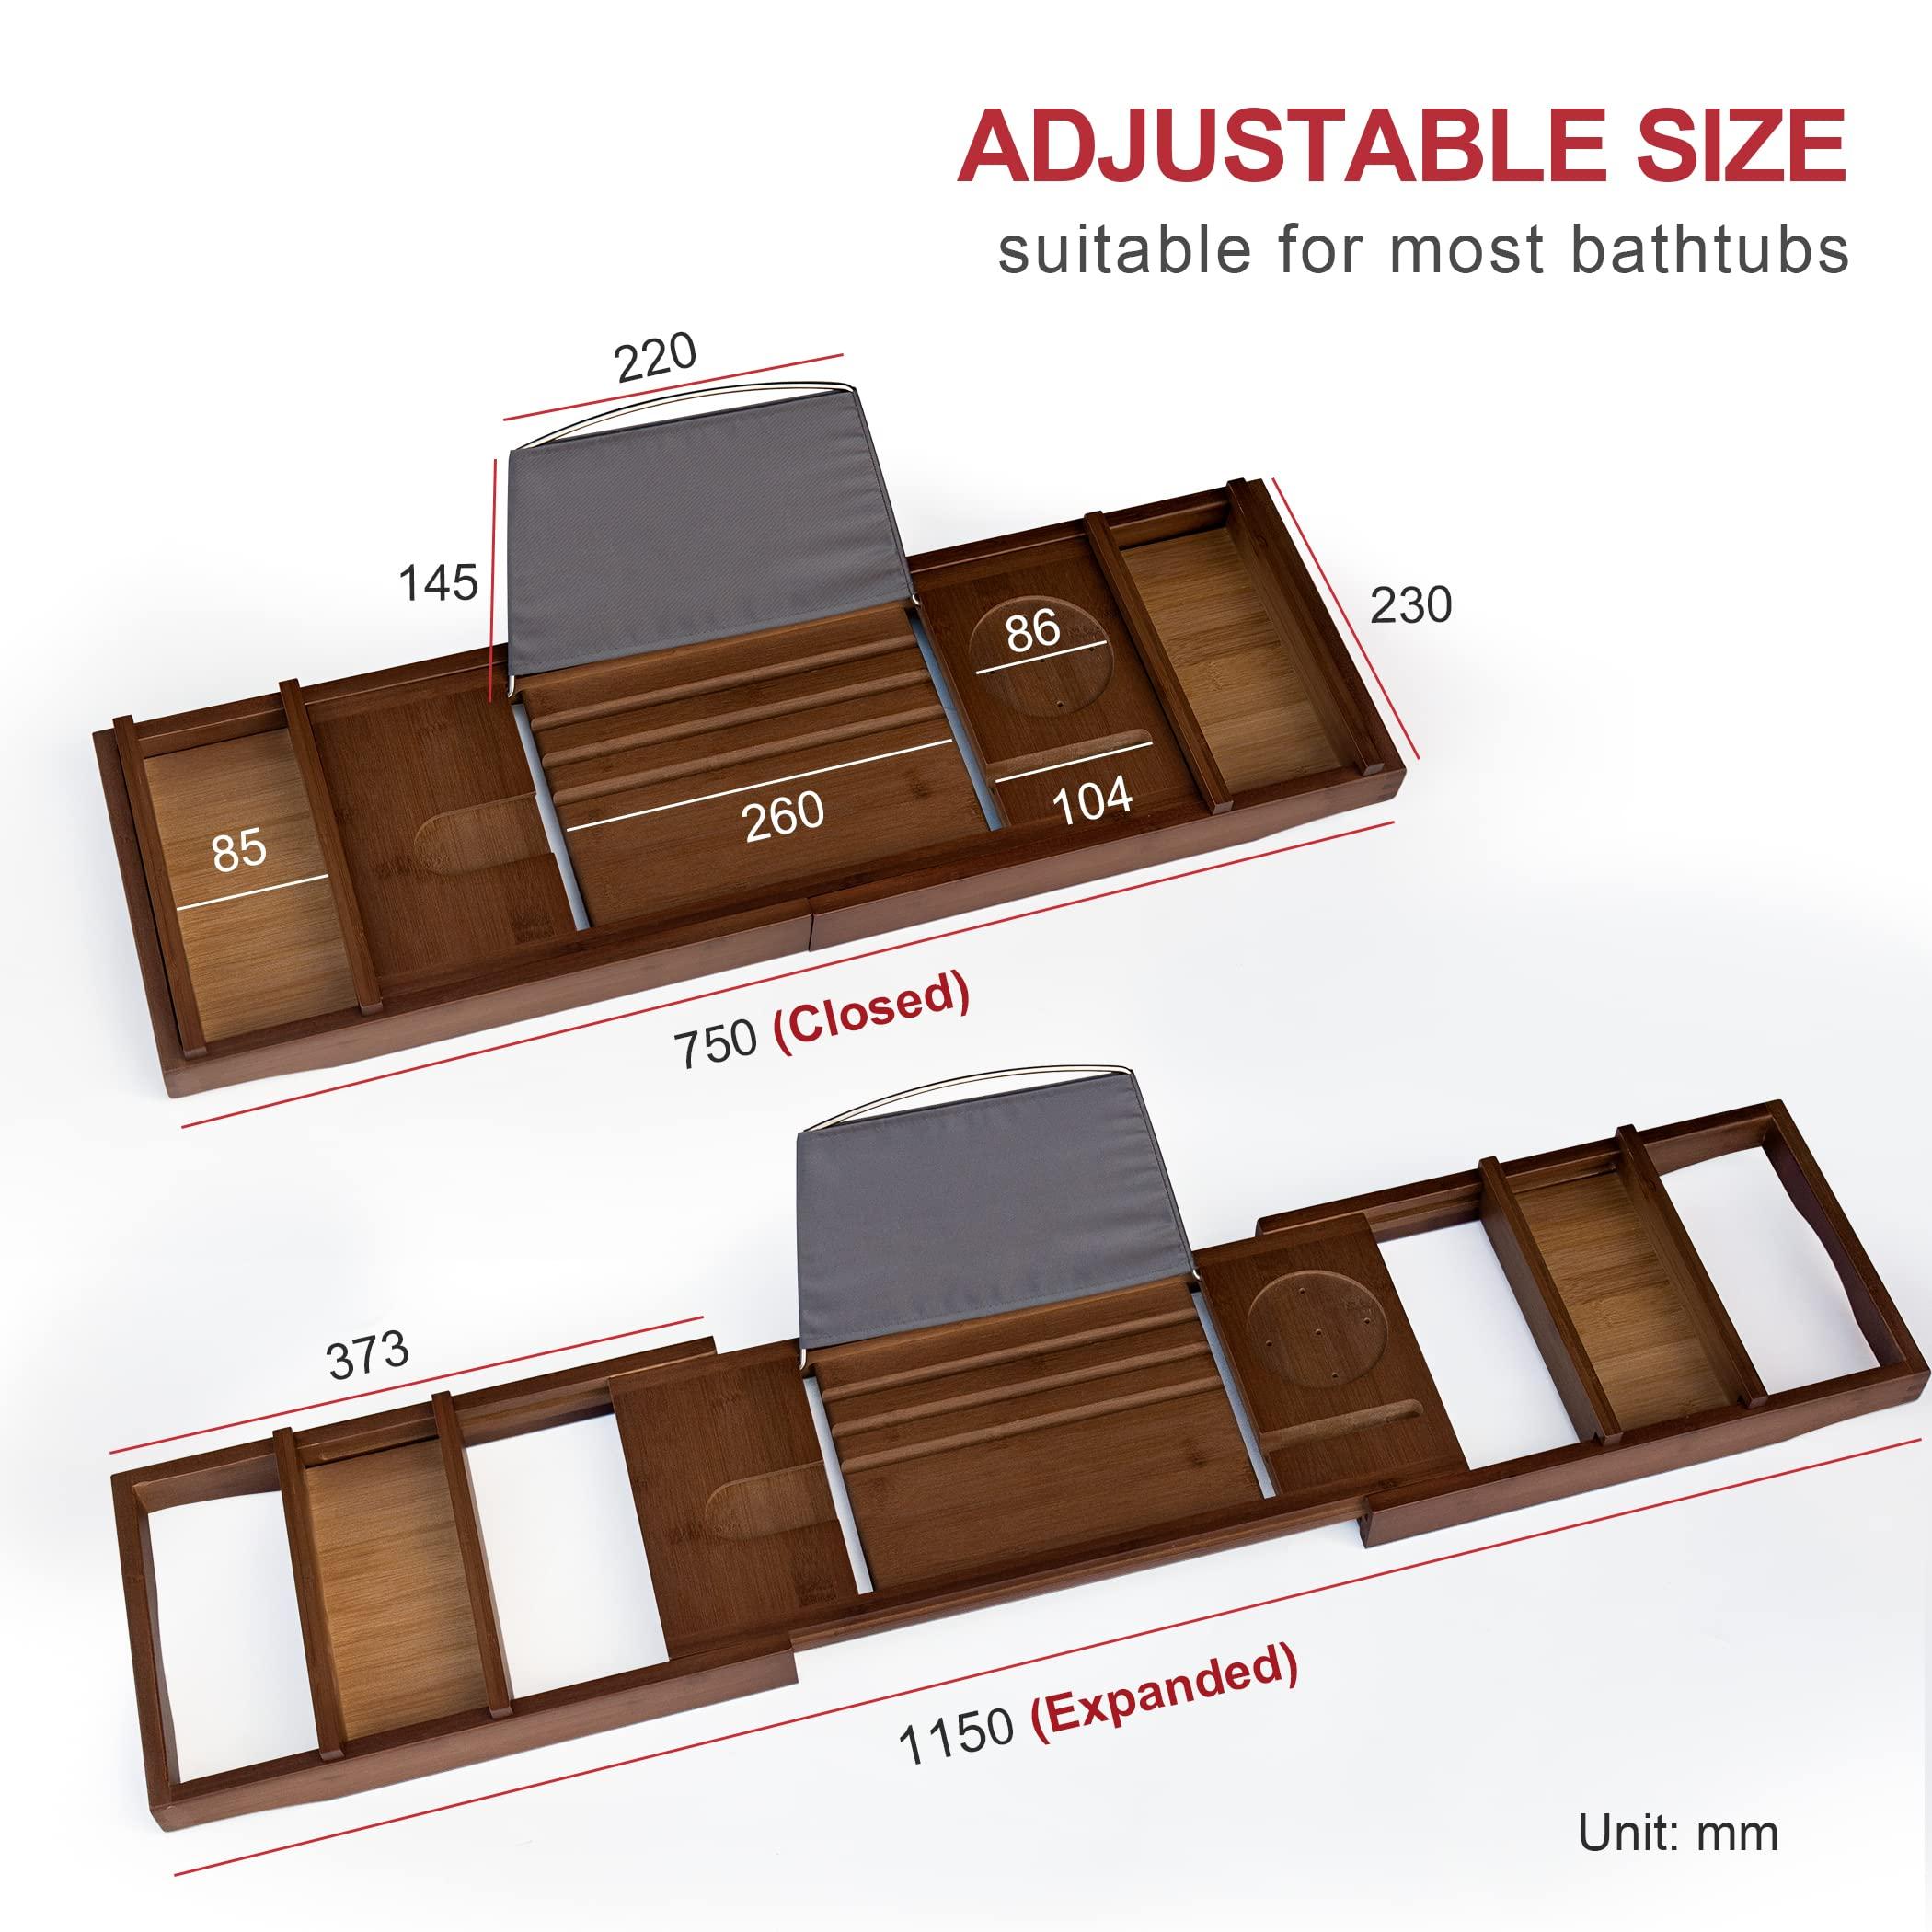 ADJUSTABLE SIZE
suitable for most bathtubs
220
145
230
86
104
260
85
750 (Closed)
373
1150 (Expanded)
Unit: mm